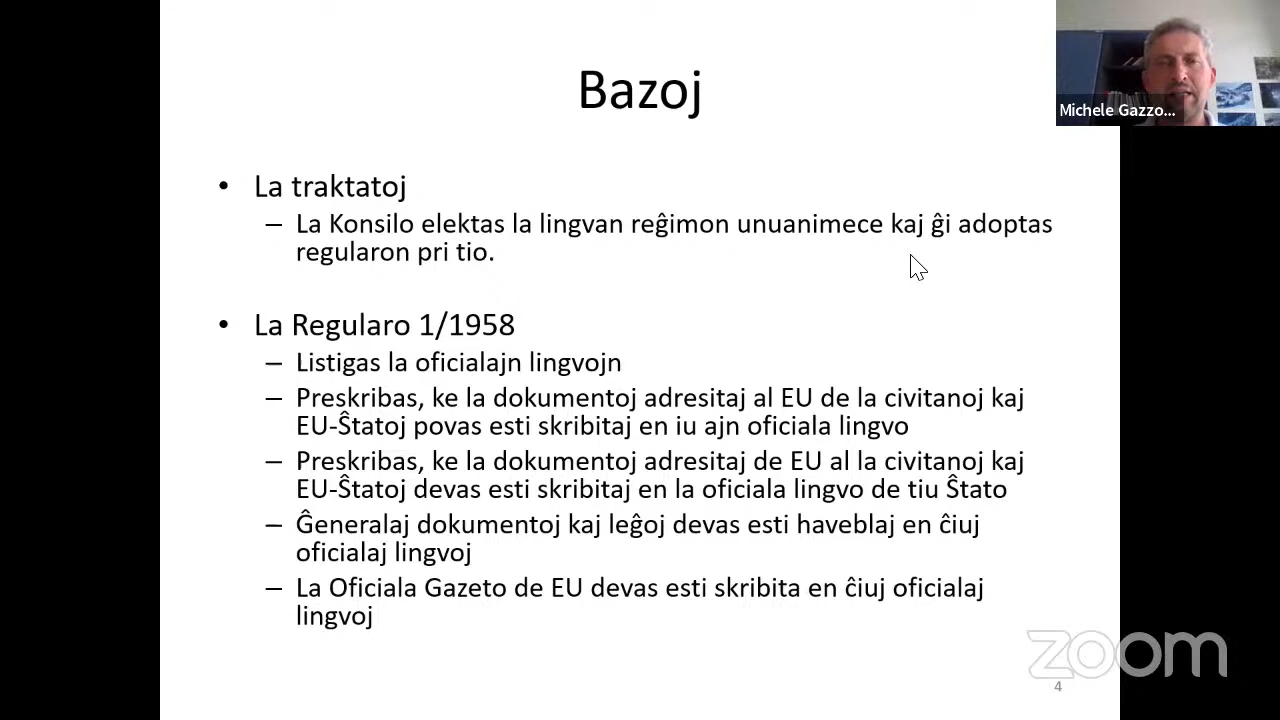 Bazoj
Michele Gazzo...
• La traktatoj
– La Konsilo elektas la lingvan reĝimon unuanimece kaj ĝi adoptas
regularon pri tio.
• La Regularo 1/1958
– Listigas la oficialajn lingvojn
– Preskribas, ke la dokumentoj adresitaj al EU de la civitanoj kaj
EU-Ŝtatoj povas esti skribitaj en iu ajn oficiala lingvo
– Preskribas, ke la dokumentoj adresitaj de EU al la civitanoj kaj
EU-Ŝtatoj devas esti skribitaj en la oficiala lingvo de tiu Ŝtato
– Ĝeneralaj dokumentoj kaj leĝoj devas esti haveblaj en ĉiuj
oficialaj lingvoj
– La Oficiala Gazeto de EU devas esti skribita en ĉiuj oficialaj
lingvoj
zoom
4